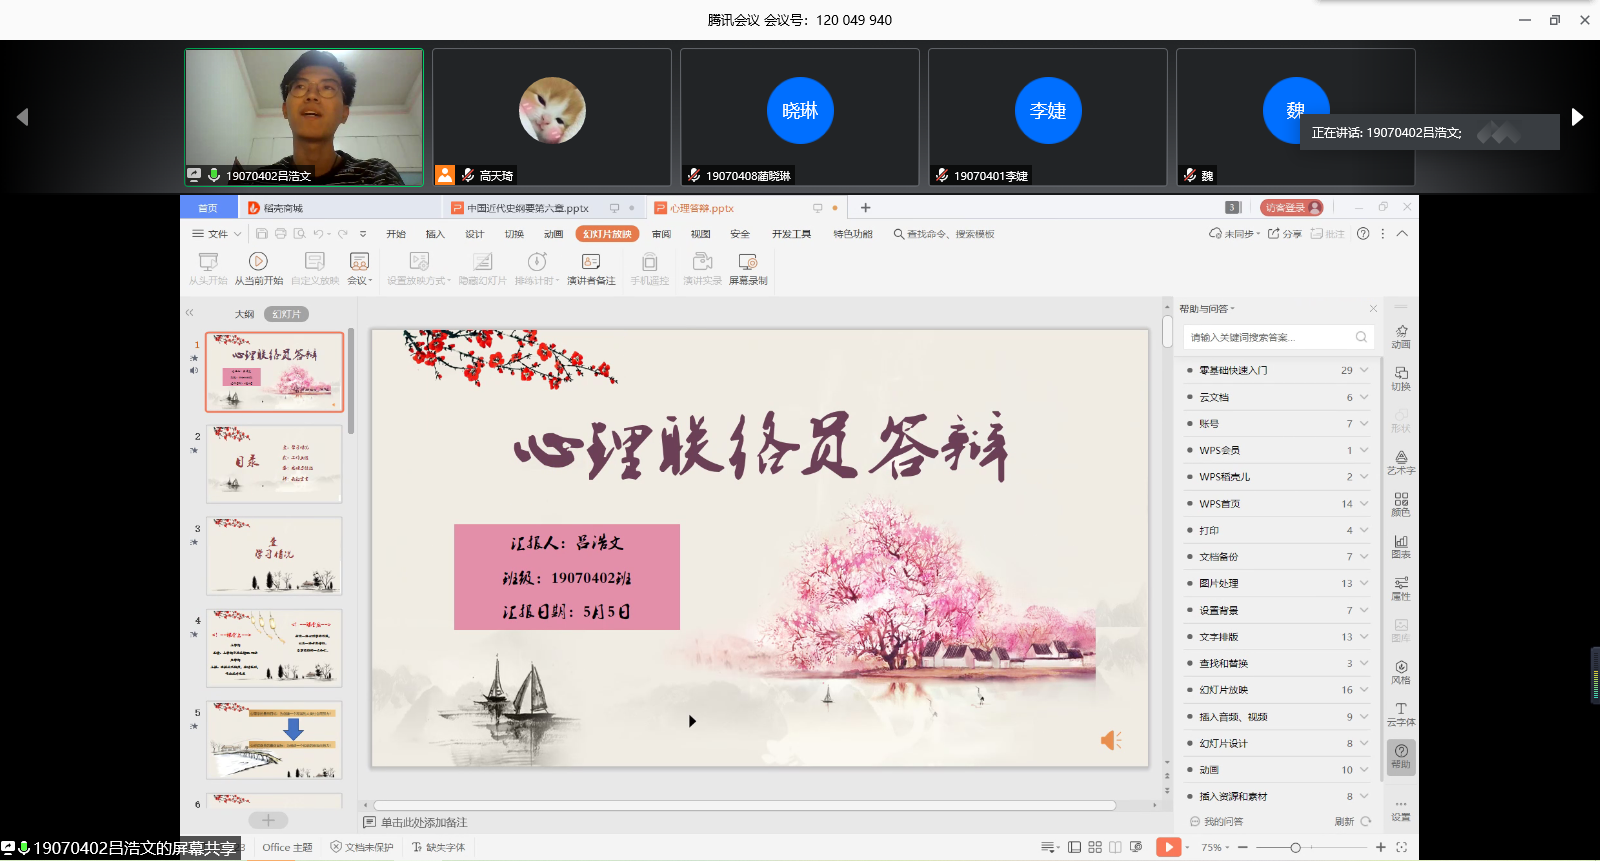 腾讯会议 会议号：120 049 940
19070402吕浩文
高天琦
晓琳
19070408蔺晓琳
李婕
19070401李婕
魏
魏
正在讲话: 19070402吕浩文;
首页
稻壳商城
中国近代史纲要第六章.pptx
心理答辩.pptx
3
访客登录
文件
开始
插入
设计
切换
动画
幻灯片放映
审阅
视图
安全
开发工具
特色功能
查找命令、搜索模板
未同步
分享
批注
从头开始
从当前开始
自定义放映
会议
设置放映方式
隐藏幻灯片
排练计时
演讲者备注
手机遥控
演讲实录
屏幕录制
大纲
幻灯片
1
心理联络员答辩
2
目录
3
壹
学习情况
4
5
6
心理联络员答辩
汇报人：吕浩文
班级：19070402班
汇报日期：5月5日
帮助与问答
请输入关键词搜索答案...
零基础快速入门 29
云文档 6
账号 7
WPS会员 1
WPS稻壳儿 2
WPS首页 14
打印 4
文档备份 7
图片处理 13
设置背景 7
文字排版 13
查找和替换 3
幻灯片放映 16
插入音频、视频 9
幻灯片设计 8
动画 10
插入资源和素材 8
我的问答
刷新
动画
切换
形状
艺术字
颜色
图表
属性
图库
风格
云字体
帮助
设置
单击此处添加备注
19070402吕浩文的屏幕共享
3
Office 主题
文档未保护
缺失字体
75%